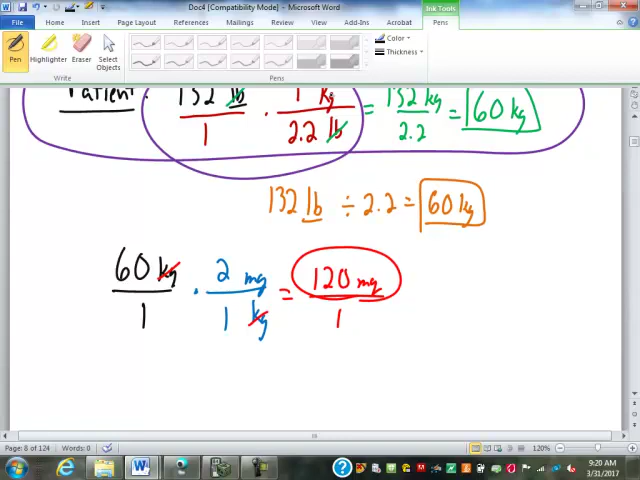 Doc4 [Compatibility Mode] - Microsoft Word
Ink Tools
File Home Insert Page Layout References Mailings Review View Add-Ins Acrobat Pens
Pen Highlighter Eraser Select Objects
Color
Thickness
Write
Pens
Patient 132 lb / 1 · 1 kg / 2.2 lb = 132 kg / 2.2 = 60 kg
132 lb ÷ 2.2 = 60 kg
60 kg / 1 · 2 mg / 1 kg = 120 mg / 1
Page: 8 of 124 Words: 0 120%
9:20 AM
3/31/2017